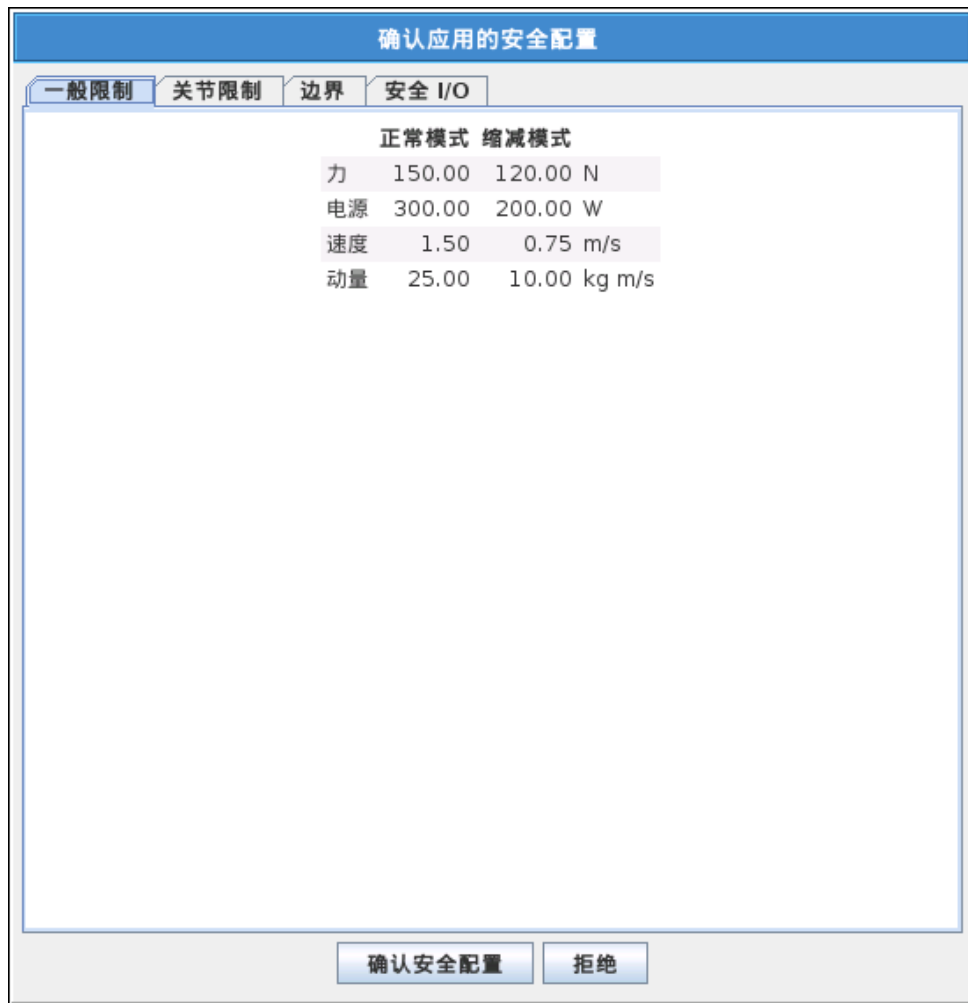 确认应用的安全配置
一般限制 关节限制 边界 安全 I/O
正常模式 缩减模式
力 150.00 120.00 N
电源 300.00 200.00 W
速度 1.50 0.75 m/s
动量 25.00 10.00 kg m/s
确认安全配置 拒绝